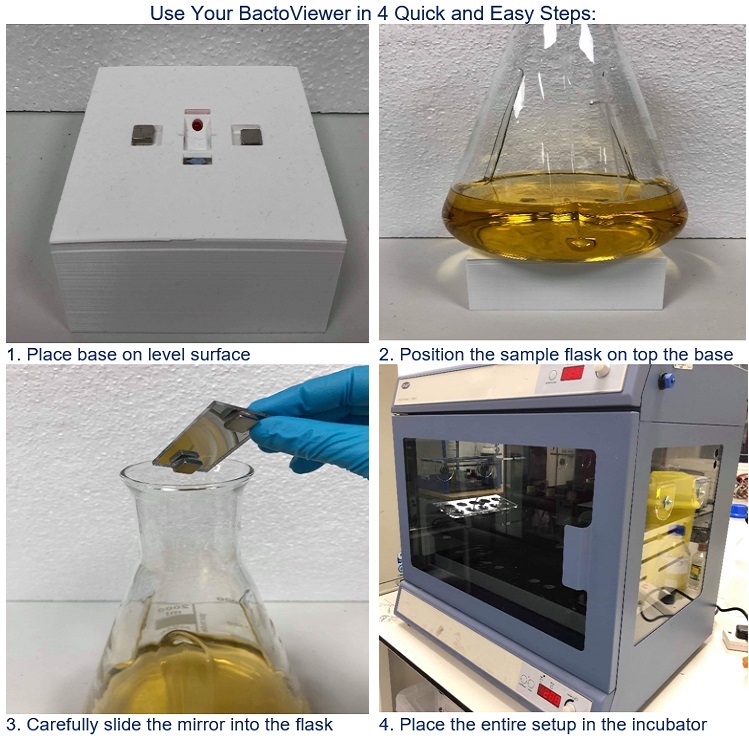 Use Your BactoViewer in 4 Quick and Easy Steps:
1. Place base on level surface
2. Position the sample flask on top the base
3. Carefully slide the mirror into the flask
4. Place the entire setup in the incubator